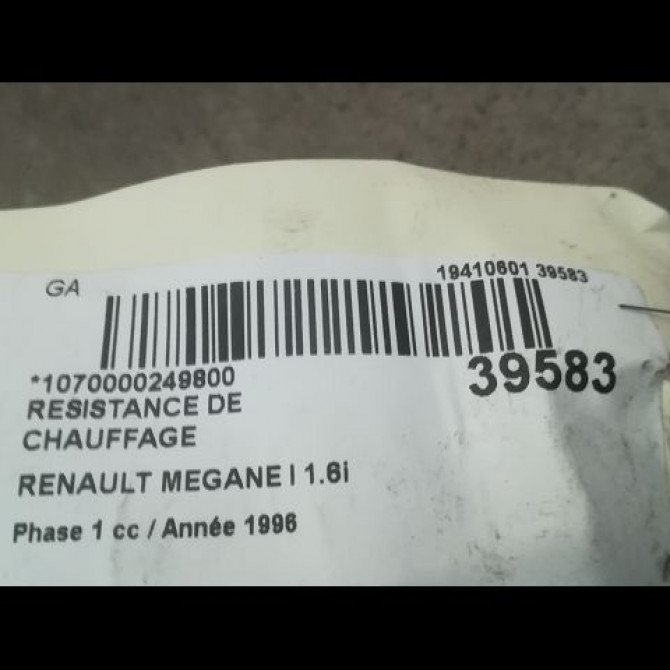 GA
19410601 39583
*1070000249800
39583
RESISTANCE DE
CHAUFFAGE
RENAULT MEGANE I 1.6i
Phase 1 cc / Année 1996